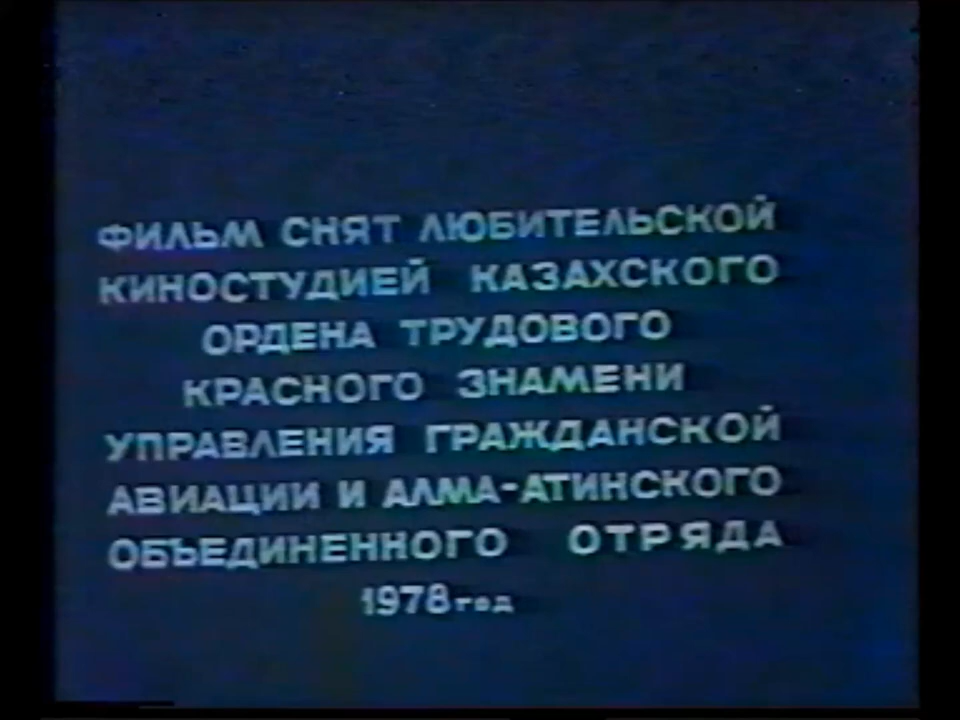 ФИЛЬМ СНЯТ ЛЮБИТЕЛЬСКОЙ
КИНОСТУДИЕЙ КАЗАХСКОГО
ОРДЕНА ТРУДОВОГО
КРАСНОГО ЗНАМЕНИ
УПРАВЛЕНИЯ ГРАЖДАНСКОЙ
АВИАЦИИ И АЛМА-АТИНСКОГО
ОБЪЕДИНЕННОГО ОТРЯДА
1978 год